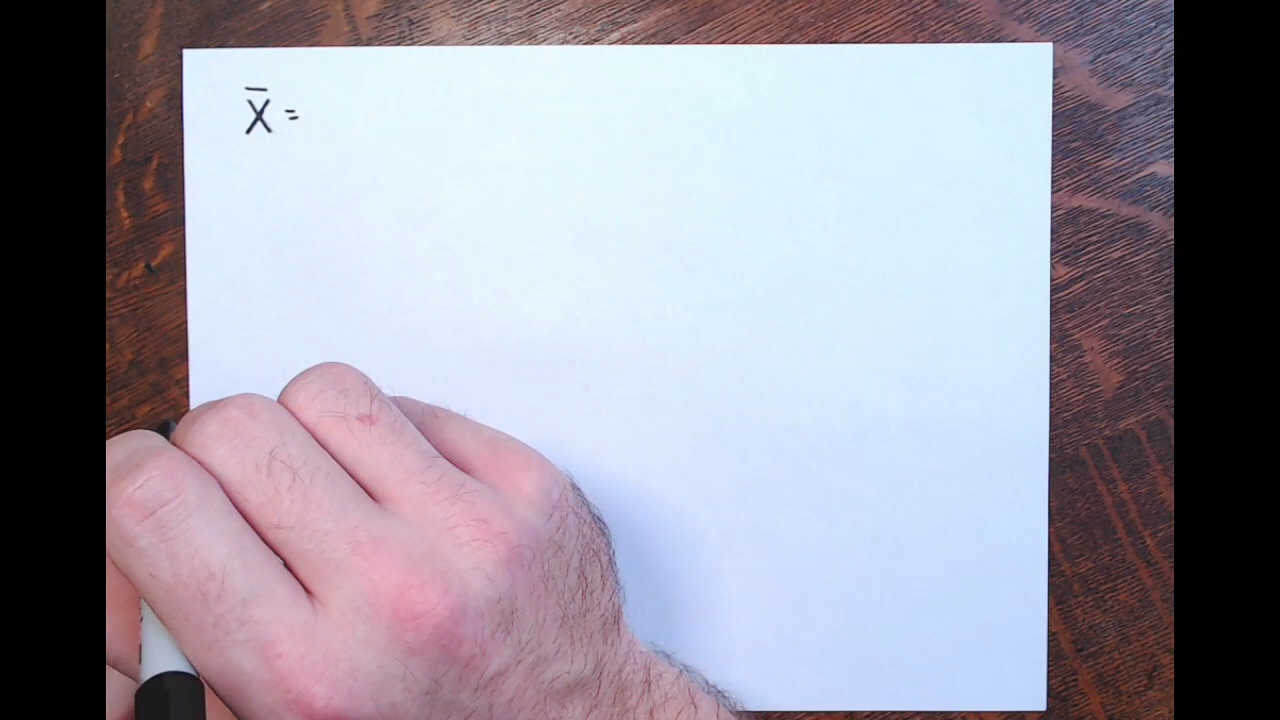 X̄ =